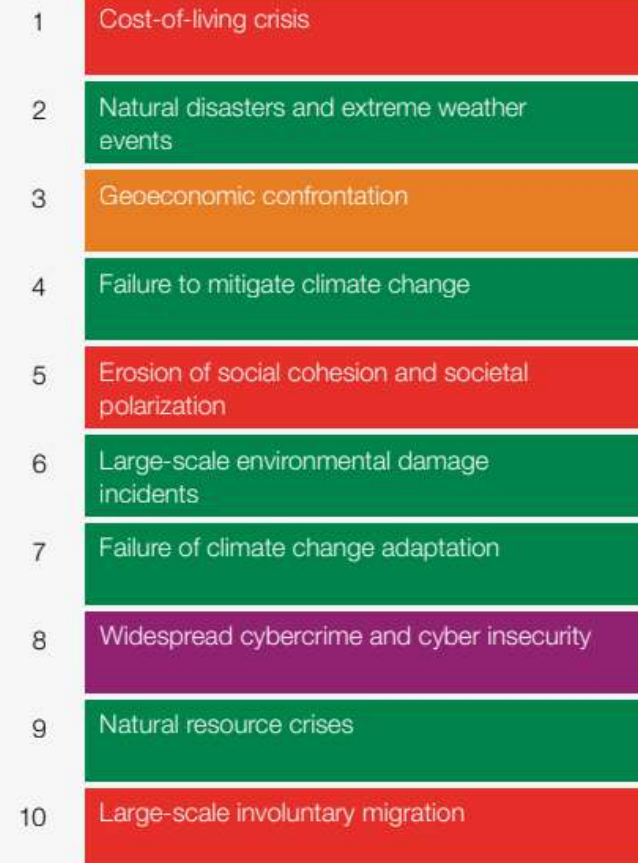 1 Cost-of-living crisis
2 Natural disasters and extreme weather
events
3 Geoeconomic confrontation
4 Failure to mitigate climate change
5 Erosion of social cohesion and societal
polarization
6 Large-scale environmental damage
incidents
7 Failure of climate change adaptation
8 Widespread cybercrime and cyber insecurity
9 Natural resource crises
10 Large-scale involuntary migration